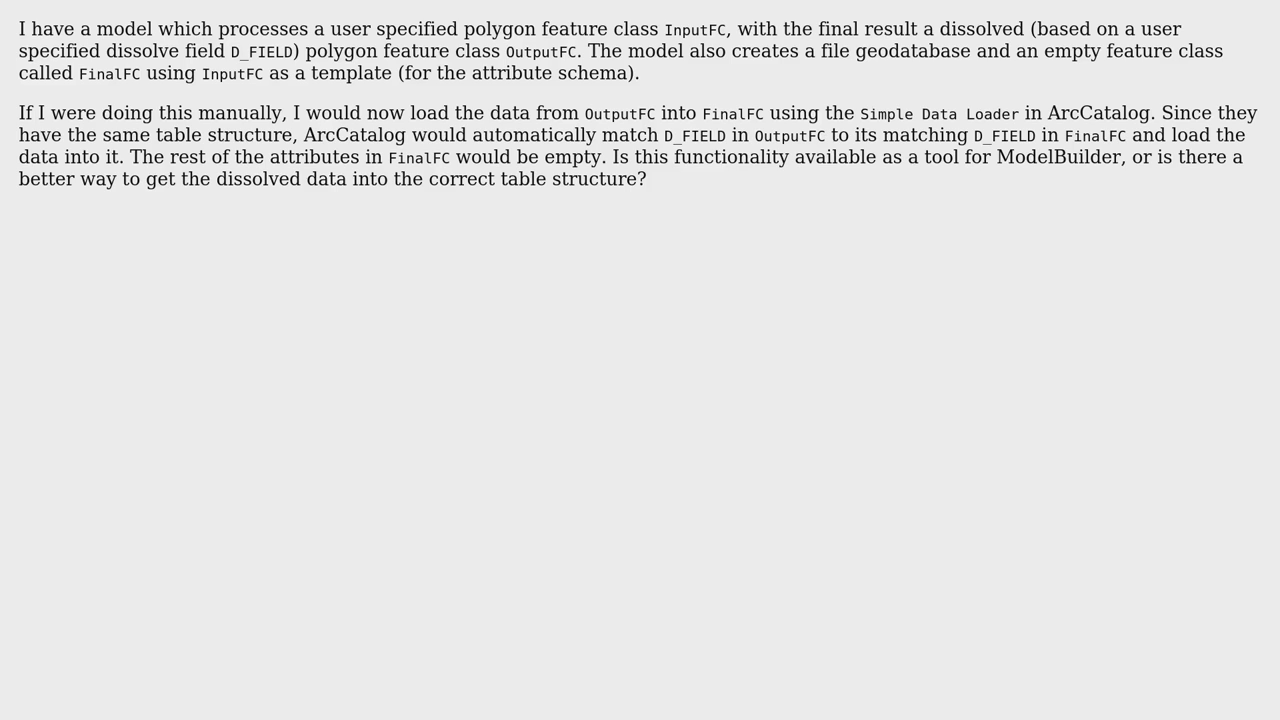 I have a model which processes a user specified polygon feature class InputFC, with the final result a dissolved (based on a user
specified dissolve field D_FIELD) polygon feature class OutputFC. The model also creates a file geodatabase and an empty feature class
called FinalFC using InputFC as a template (for the attribute schema).
If I were doing this manually, I would now load the data from OutputFC into FinalFC using the Simple Data Loader in ArcCatalog. Since they
have the same table structure, ArcCatalog would automatically match D_FIELD in OutputFC to its matching D_FIELD in FinalFC and load the
data into it. The rest of the attributes in FinalFC would be empty. Is this functionality available as a tool for ModelBuilder, or is there a
better way to get the dissolved data into the correct table structure?